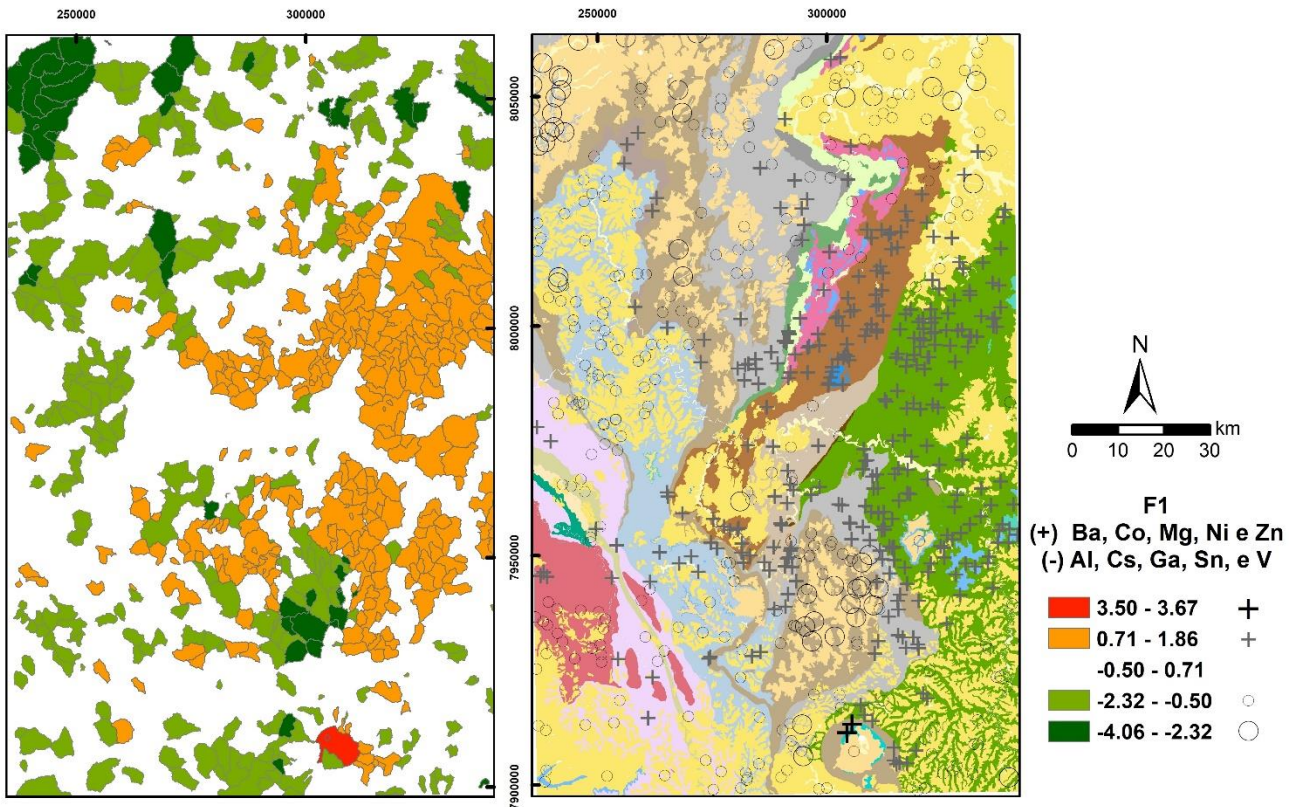 250000 300000
250000 300000
8050000
8000000
7950000
7900000
N
0 10 20 30 km
F1
(+) Ba, Co, Mg, Ni e Zn
(-) Al, Cs, Ga, Sn, e V
3.50 - 3.67
0.71 - 1.86
-0.50 - 0.71
-2.32 - -0.50
-4.06 - -2.32